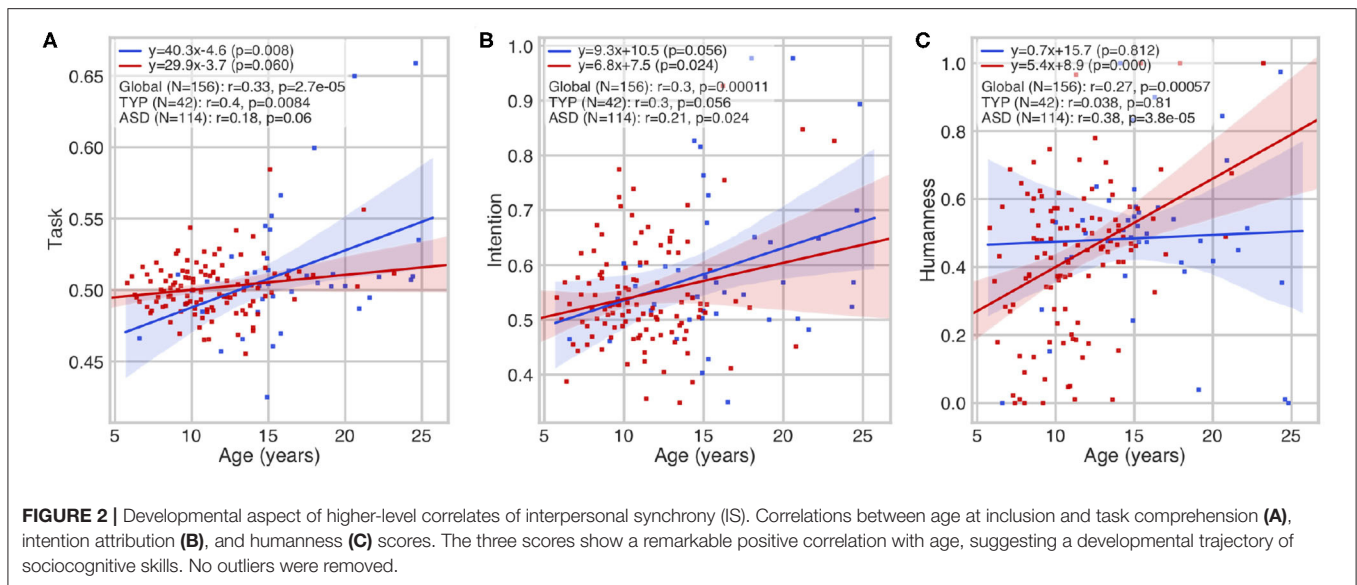 A
y=40.3x-4.6 (p=0.008)
y=29.9x-3.7 (p=0.060)
Global (N=156): r=0.33, p=2.7e-05
TYP (N=42): r=0.4, p=0.0084
ASD (N=114): r=0.18, p=0.06
0.65
0.60
0.55
0.50
0.45
Task
5 10 15 20 25
Age (years)
B
y=9.3x+10.5 (p=0.056)
y=6.8x+7.5 (p=0.024)
Global (N=156): r=0.3, p=0.00011
TYP (N=42): r=0.3, p=0.056
ASD (N=114): r=0.21, p=0.024
1.0
0.9
0.8
0.7
0.6
0.5
0.4
Intention
5 10 15 20 25
Age (years)
C
y=0.7x+15.7 (p=0.812)
y=5.4x+8.9 (p=0.000)
Global (N=156): r=0.27, p=0.00057
TYP (N=42): r=0.038, p=0.81
ASD (N=114): r=0.38, p=3.8e-05
1.0
0.8
0.6
0.4
0.2
0.0
Humanness
5 10 15 20 25
Age (years)
FIGURE 2 | Developmental aspect of higher-level correlates of interpersonal synchrony (IS). Correlations between age at inclusion and task comprehension (A),
intention attribution (B), and humanness (C) scores. The three scores show a remarkable positive correlation with age, suggesting a developmental trajectory of
sociocognitive skills. No outliers were removed.